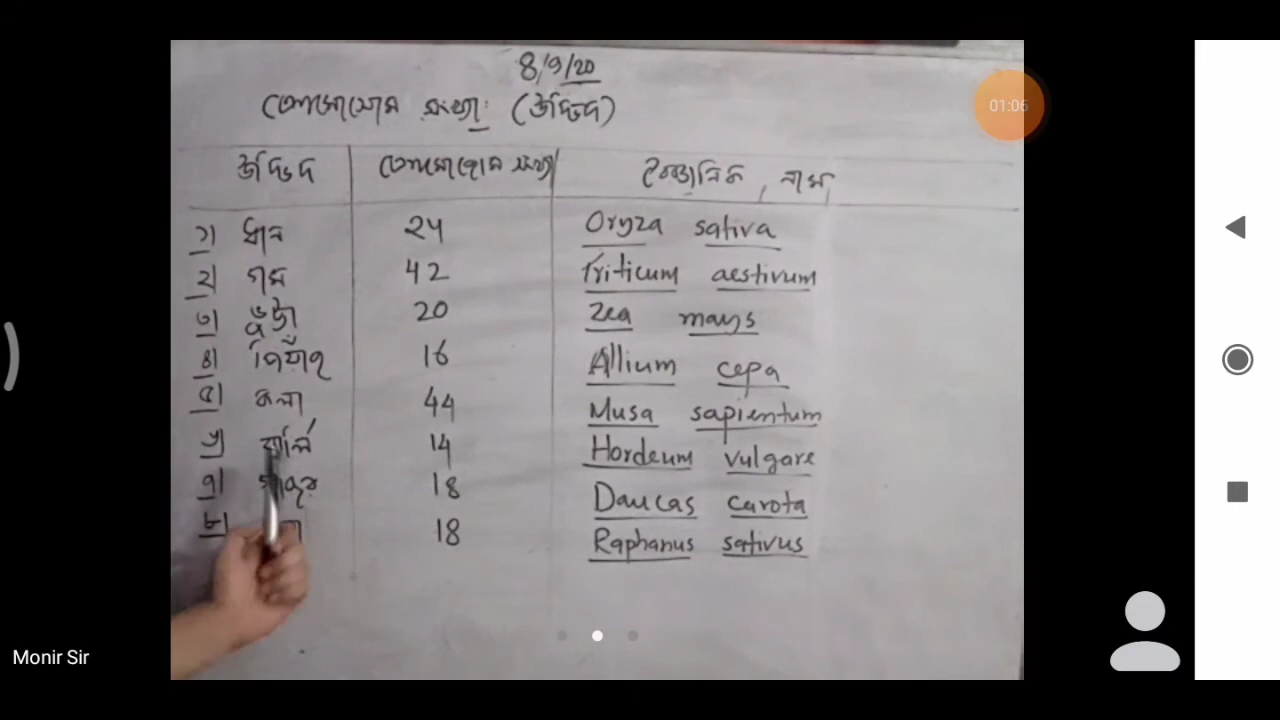 8/9/20
ক্রোমোসোম সংখ্যা: (উদ্ভিদ)
উদ্ভিদ ক্রোমোজোম সংখ্যা বৈজ্ঞানিক নাম
১) ধান 24 Oryza sativa
২) গম 42 Triticum aestivum
৩) ভুট্টা 20 Zea mays
৪) পিঁয়াজ 16 Allium cepa
৫) কলা 44 Musa sapientum
৬) বার্লি 14 Hordeum vulgare
৭) গাজর 18 Daucas carota
৮) 18 Raphanus sativus
01:06
Monir Sir